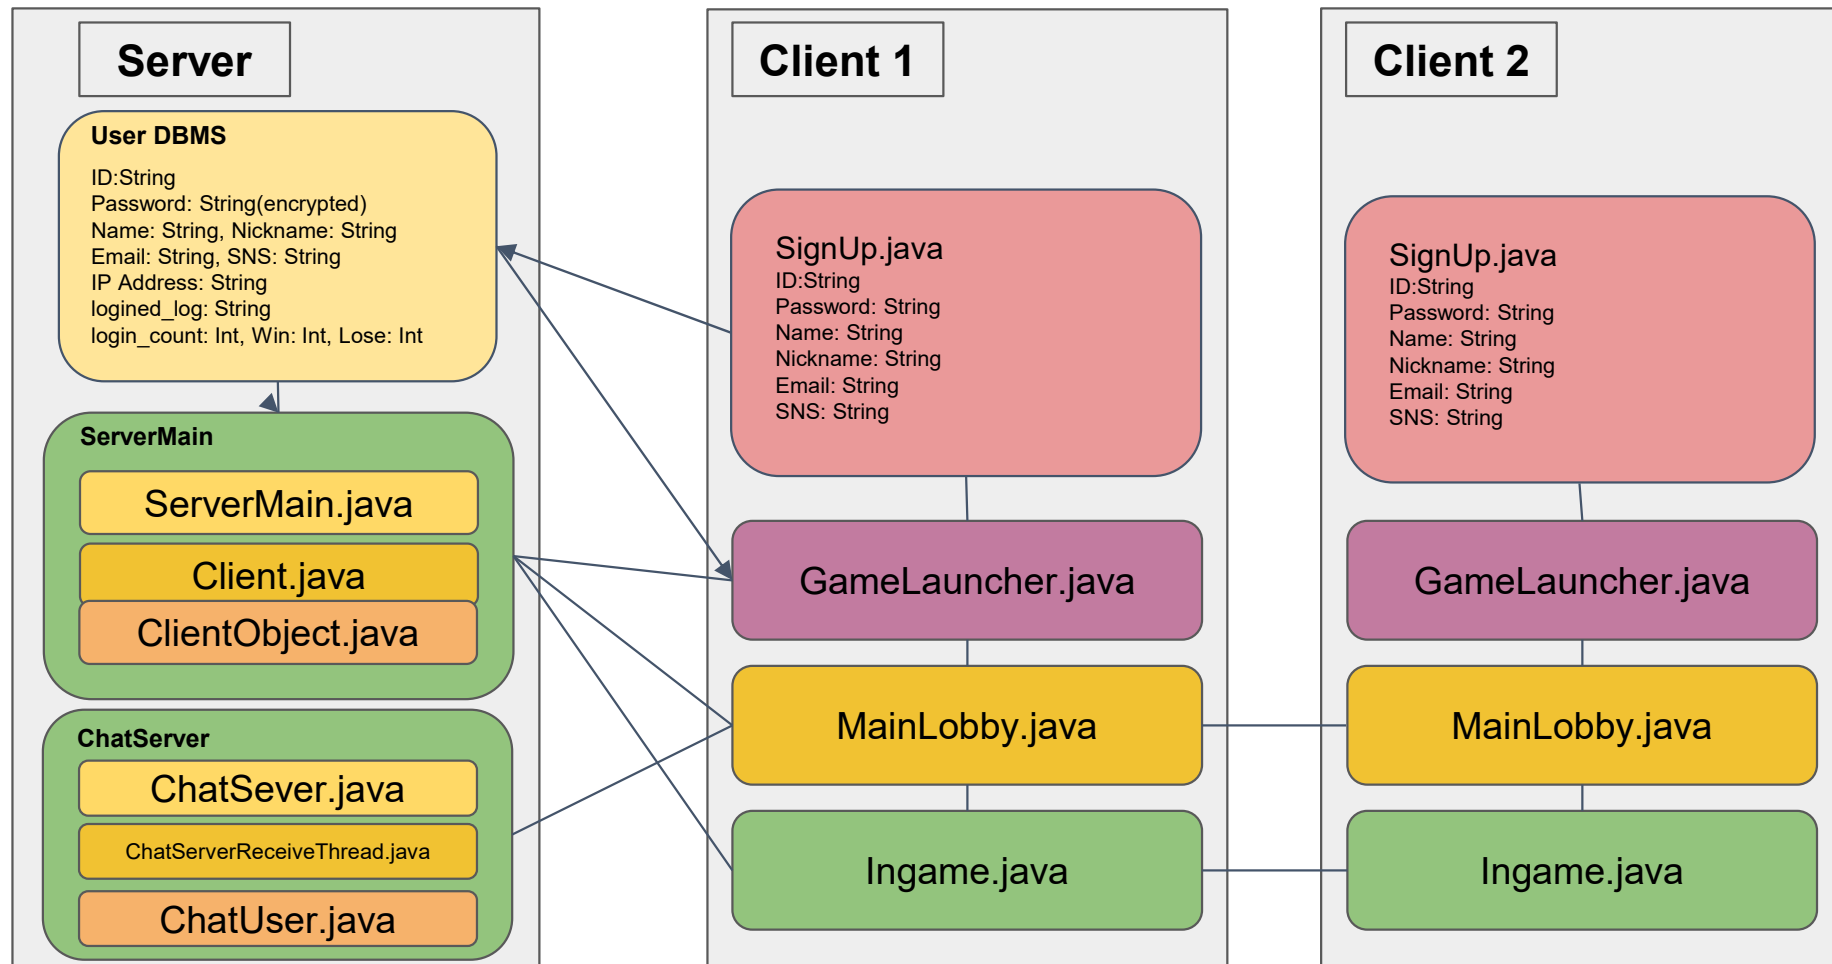 Server
User DBMS
ID:String
Password: String(encrypted)
Name: String, Nickname: String
Email: String, SNS: String
IP Address: String
logined_log: String
login_count: Int, Win: Int, Lose: Int
ServerMain
ServerMain.java
Client.java
ClientObject.java
ChatServer
ChatSever.java
ChatServerReceiveThread.java
ChatUser.java
Client 1
SignUp.java
ID:String
Password: String
Name: String
Nickname: String
Email: String
SNS: String
GameLauncher.java
MainLobby.java
Ingame.java
Client 2
SignUp.java
ID:String
Password: String
Name: String
Nickname: String
Email: String
SNS: String
GameLauncher.java
MainLobby.java
Ingame.java